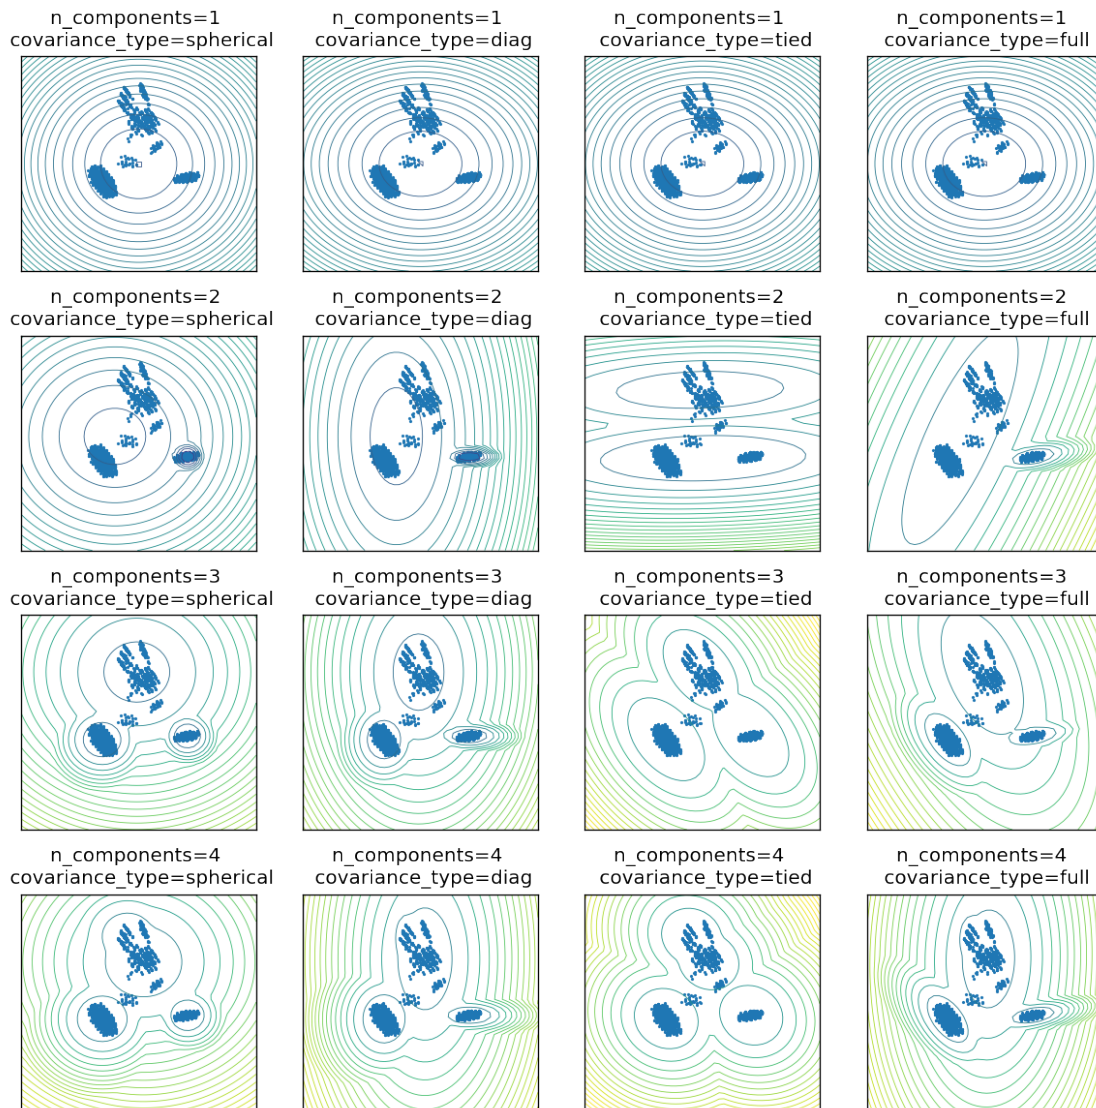 n_components=1
covariance_type=spherical
n_components=1
covariance_type=diag
n_components=1
covariance_type=tied
n_components=1
covariance_type=full
n_components=2
covariance_type=spherical
n_components=2
covariance_type=diag
n_components=2
covariance_type=tied
n_components=2
covariance_type=full
n_components=3
covariance_type=spherical
n_components=3
covariance_type=diag
n_components=3
covariance_type=tied
n_components=3
covariance_type=full
n_components=4
covariance_type=spherical
n_components=4
covariance_type=diag
n_components=4
covariance_type=tied
n_components=4
covariance_type=full